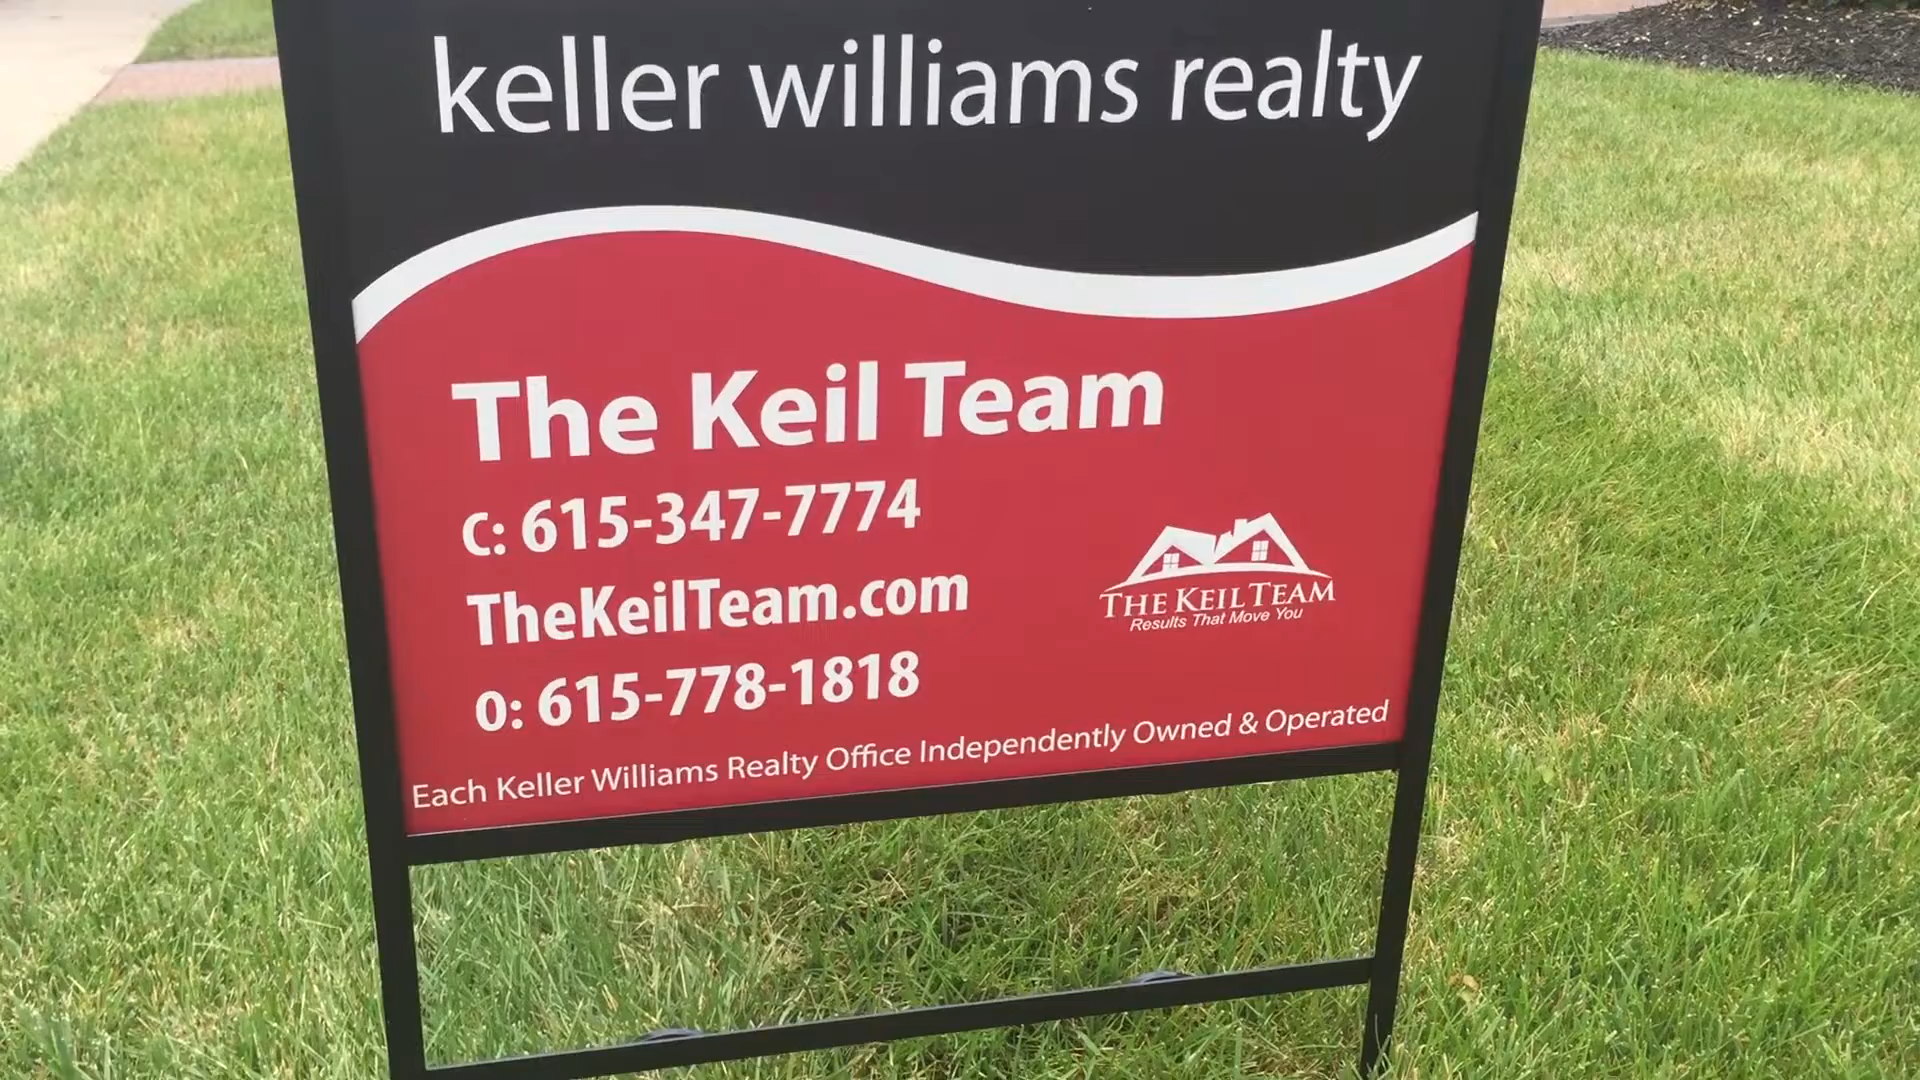 keller williams realty
The Keil Team
C: 615-347-7774
TheKeilTeam.com
O: 615-778-1818
THE KEIL TEAM
Results That Move You
Each Keller Williams Realty Office Independently Owned & Operated